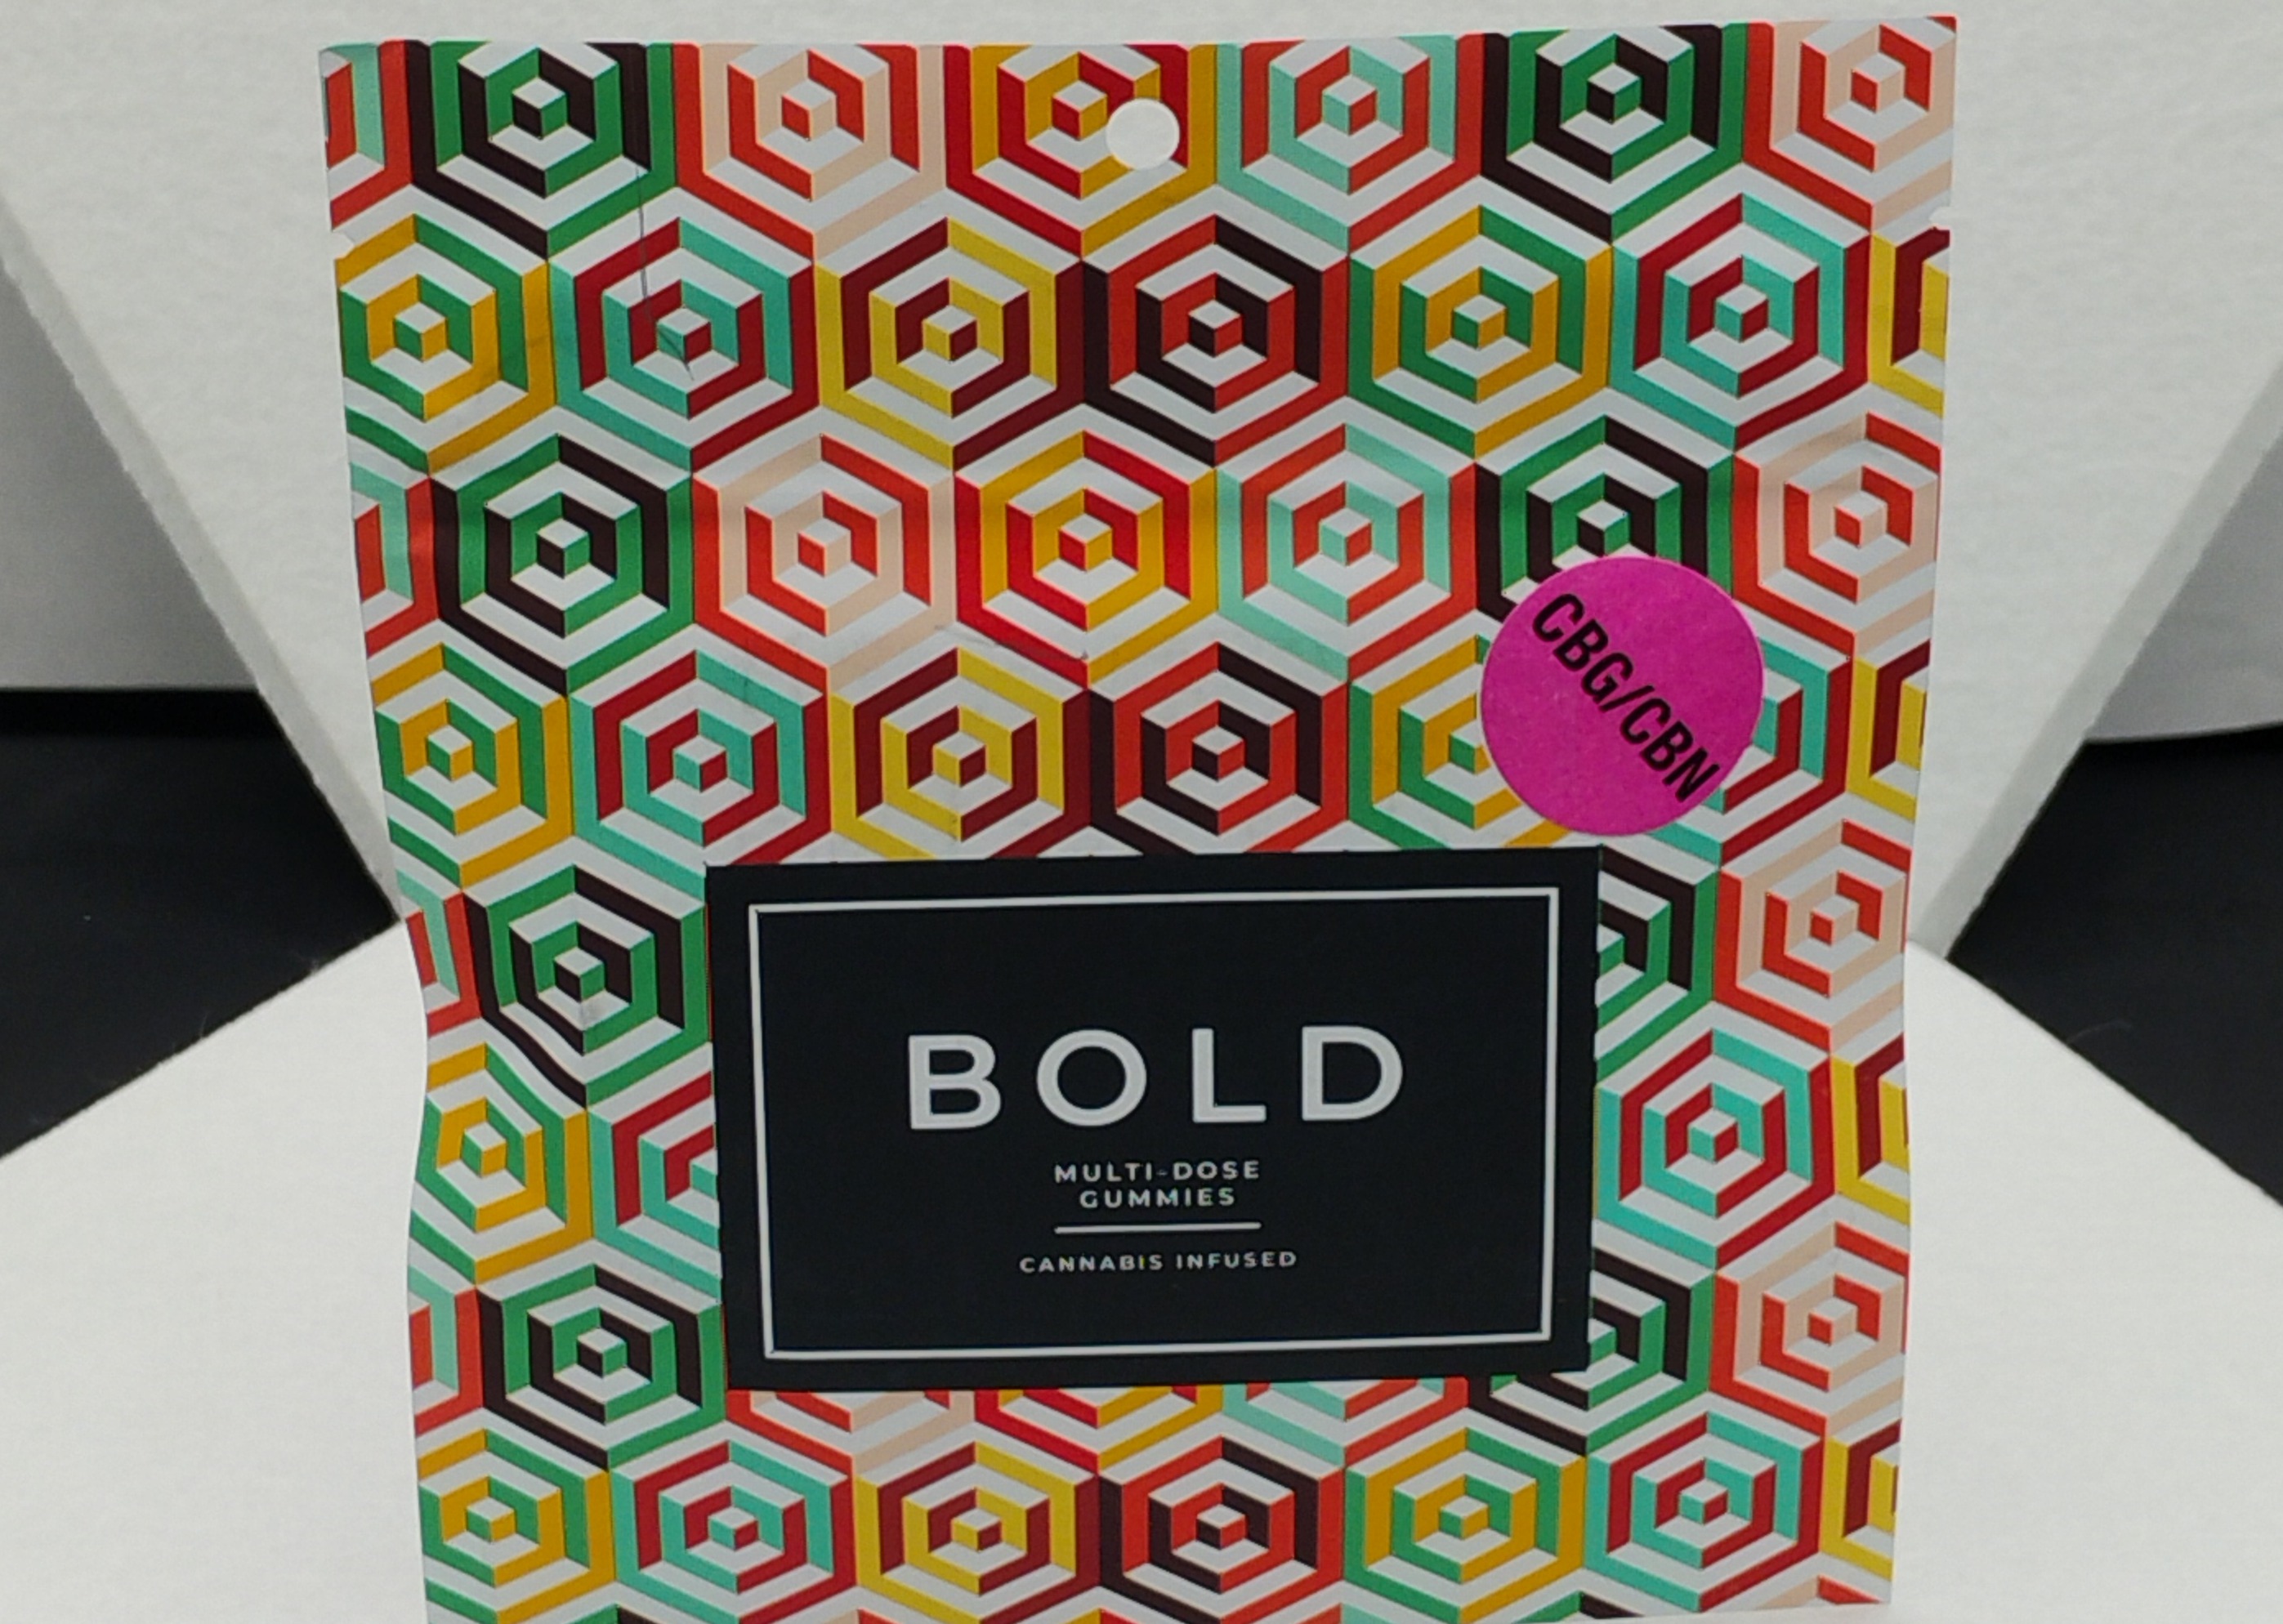 CBG/CBN
BOLD
MULTI-DOSE
GUMMIES
CANNABIS INFUSED